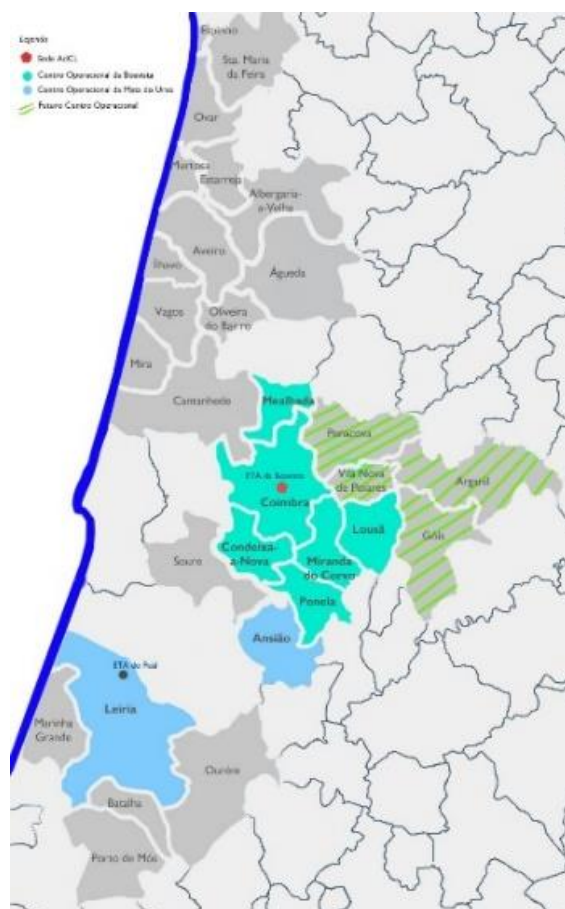 Legenda
Sede AdCL
Centro Operacional da Boavista
Centro Operacional da Mata do Urso
Futuro Centro Operacional
Espinho
Sta. Maria
da Feira
Ovar
Murtosa
Estarreja
Albergaria-
a-Velha
Aveiro
Ílhavo
Águeda
Vagos
Oliveira
do Bairro
Mira
Cantanhede
Mealhada
Penacova
ETA da Boavista
Coimbra
Vila Nova
de Poiares
Arganil
Lousã
Góis
Condeixa-
a-Nova
Miranda
do Corvo
Soure
Penela
Ansião
ETA do
Leiria
Marinha
Grande
Ourém
Batalha
Porto de Mós